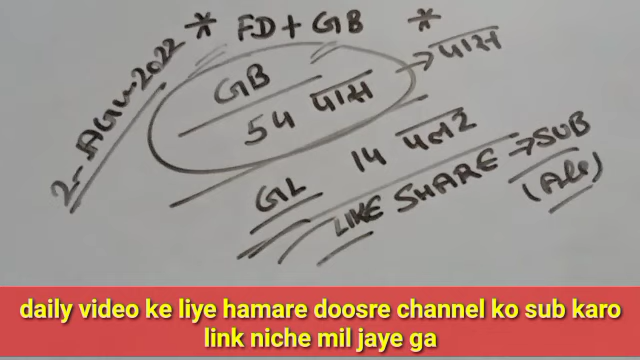 * FD + GB *
2-AGU-2022
GB
54 पास → पास
GL 14 पलट
LIKE SHARE → SUB
(ALL)
daily video ke liye hamare doosre channel ko sub karo
link niche mil jaye ga